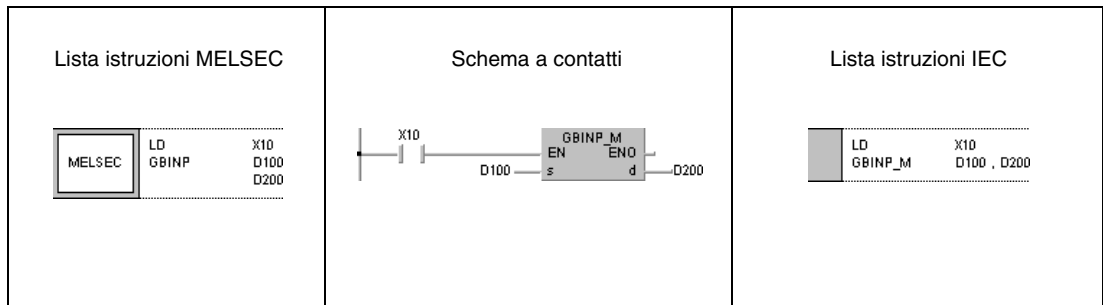 Lista istruzioni MELSEC
MELSEC
LD X10
GBINP D100
D200
Schema a contatti
X10
GBINP_M
EN ENO
D100 s d D200
Lista istruzioni IEC
LD X10
GBINP_M D100 , D200